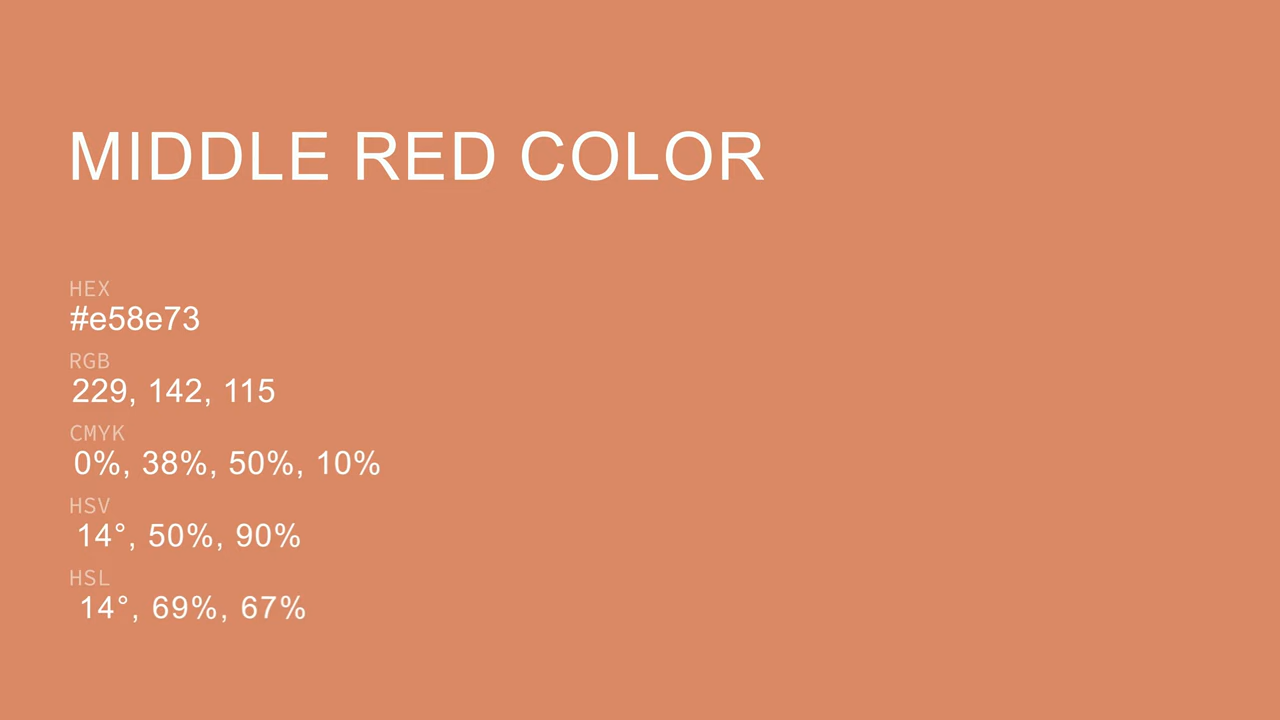 MIDDLE RED COLOR
HEX
#e58e73
RGB
229, 142, 115
CMYK
0%, 38%, 50%, 10%
HSV
14°, 50%, 90%
HSL
14°, 69%, 67%